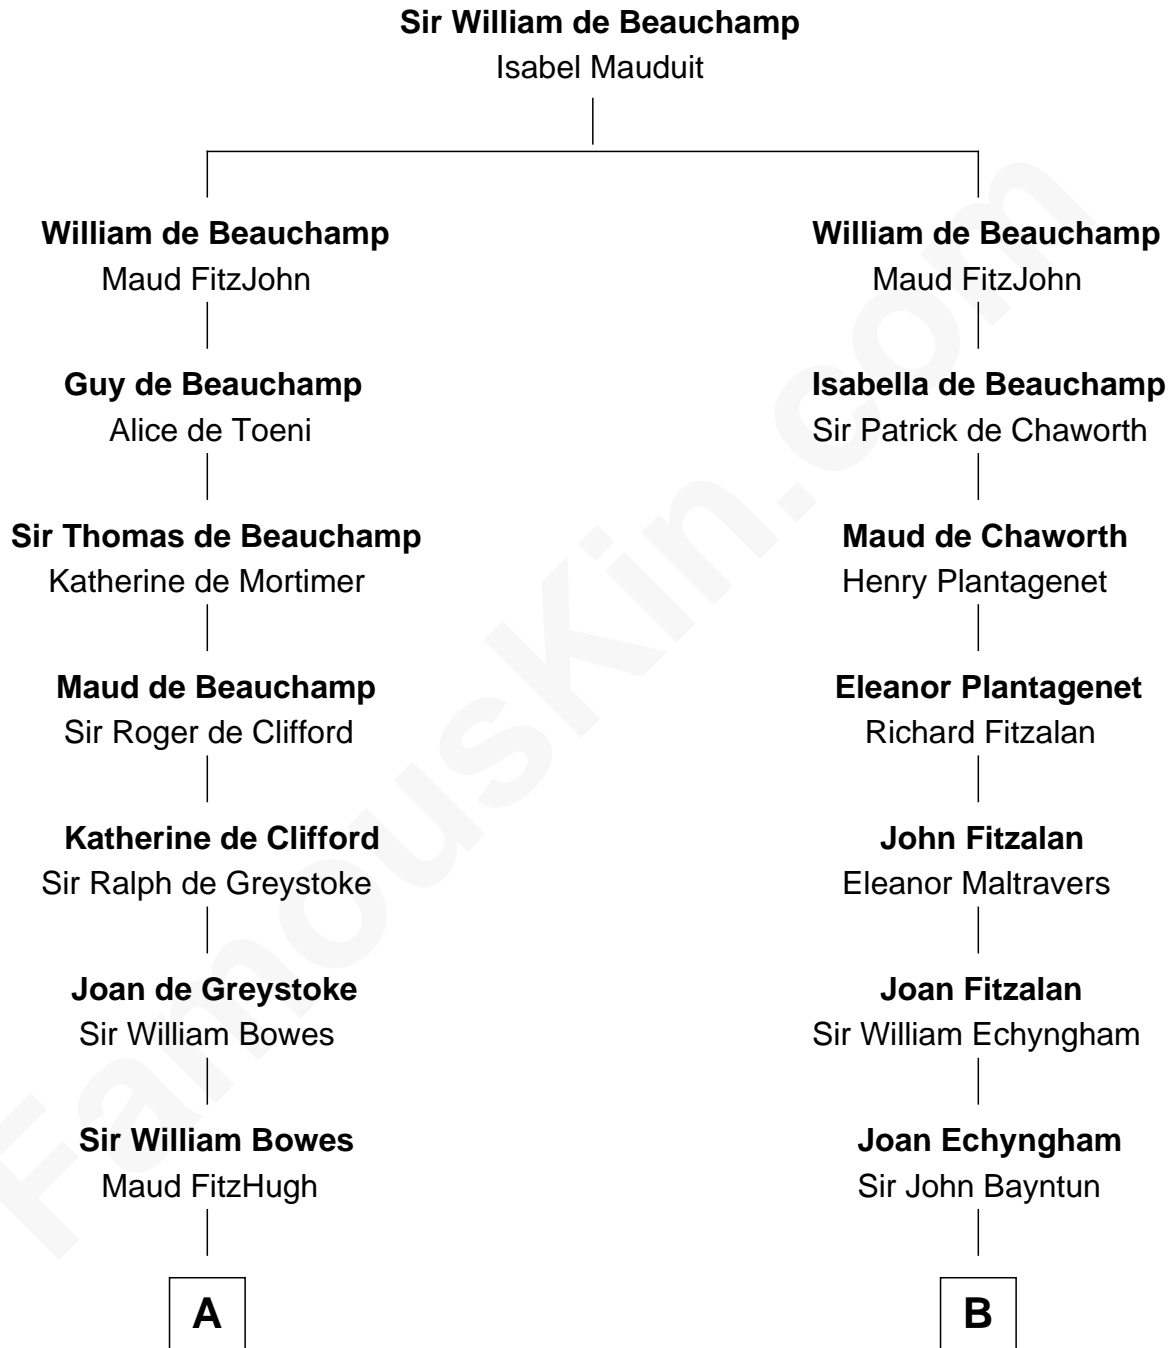 Sir William de Beauchamp
Isabel Mauduit
William de Beauchamp
Maud FitzJohn
Guy de Beauchamp
Alice de Toeni
Sir Thomas de Beauchamp
Katherine de Mortimer
Maud de Beauchamp
Sir Roger de Clifford
Katherine de Clifford
Sir Ralph de Greystoke
Joan de Greystoke
Sir William Bowes
Sir William Bowes
Maud FitzHugh
A
William de Beauchamp
Maud FitzJohn
Isabella de Beauchamp
Sir Patrick de Chaworth
Maud de Chaworth
Henry Plantagenet
Eleanor Plantagenet
Richard Fitzalan
John Fitzalan
Eleanor Maltravers
Joan Fitzalan
Sir William Echyngham
Joan Echyngham
Sir John Bayntun
B
FamousKin.com